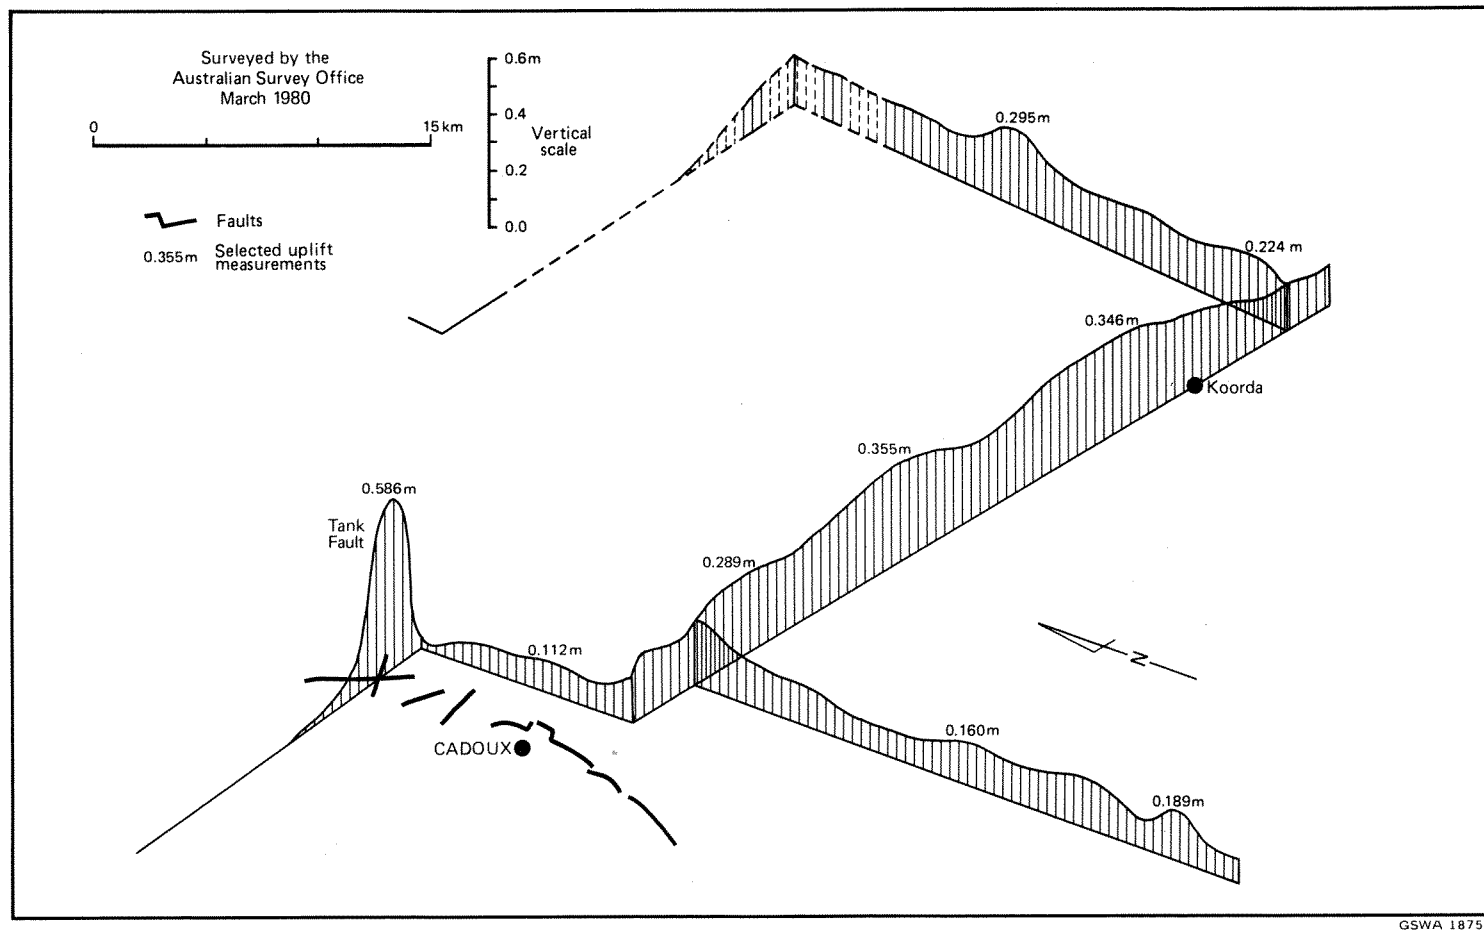 Surveyed by the
Australian Survey Office
March 1980
0
15 km
0.6m
0.4
0.2
0.0
Vertical
scale
Faults
0.355m
Selected uplift
measurements
0.295m
0.224 m
0.346m
Koorda
0.355m
0.586m
Tank
Fault
0.289m
0.112m
N
CADOUX
0.160m
0.189m
GSWA 1875